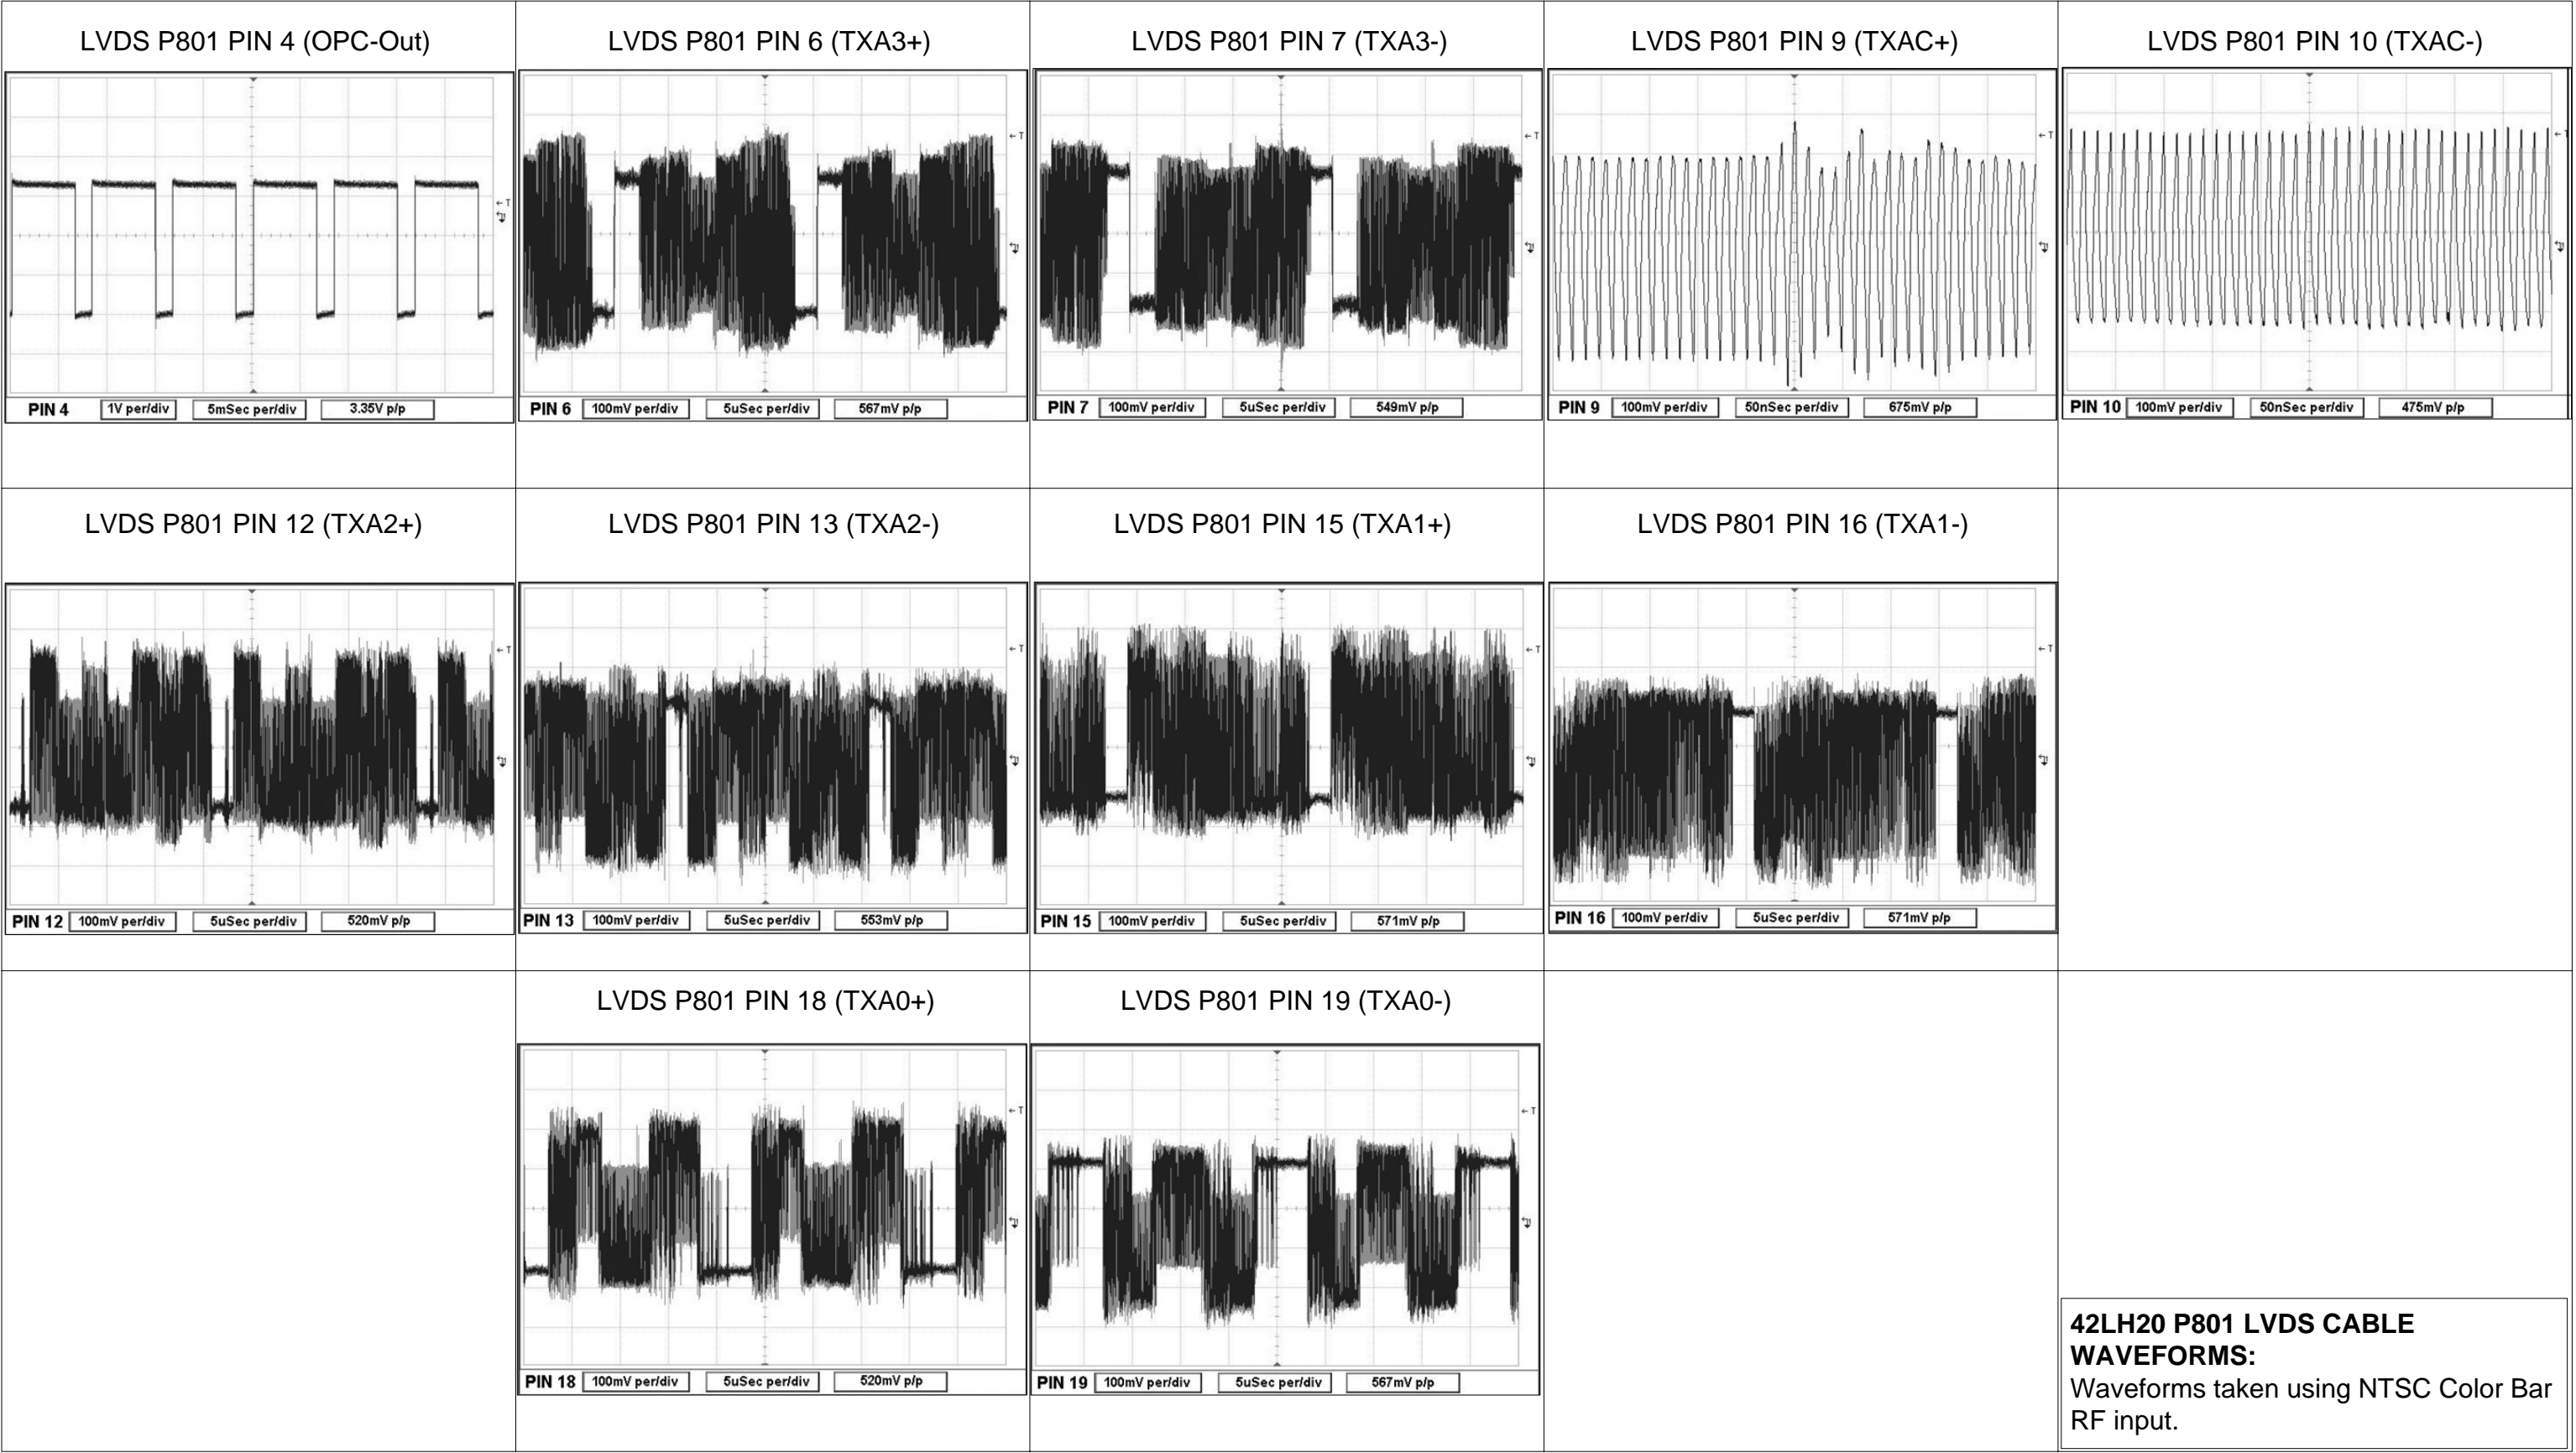 LVDS P801 PIN 4 (OPC-Out)
PIN 4 1V per/div 5mSec per/div 3.35V p/p
LVDS P801 PIN 6 (TXA3+)
PIN 6 100mV per/div 5uSec per/div 567mV p/p
LVDS P801 PIN 7 (TXA3-)
PIN 7 100mV per/div 5uSec per/div 549mV p/p
LVDS P801 PIN 9 (TXAC+)
PIN 9 100mV per/div 50nSec per/div 675mV p/p
LVDS P801 PIN 10 (TXAC-)
PIN 10 100mV per/div 50nSec per/div 475mV p/p
LVDS P801 PIN 12 (TXA2+)
PIN 12 100mV per/div 5uSec per/div 520mV p/p
LVDS P801 PIN 13 (TXA2-)
PIN 13 100mV per/div 5uSec per/div 553mV p/p
LVDS P801 PIN 15 (TXA1+)
PIN 15 100mV per/div 5uSec per/div 571mV p/p
LVDS P801 PIN 16 (TXA1-)
PIN 16 100mV per/div 5uSec per/div 571mV p/p
LVDS P801 PIN 18 (TXA0+)
PIN 18 100mV per/div 5uSec per/div 520mV p/p
LVDS P801 PIN 19 (TXA0-)
PIN 19 100mV per/div 5uSec per/div 567mV p/p
42LH20 P801 LVDS CABLE
WAVEFORMS:
Waveforms taken using NTSC Color Bar
RF input.